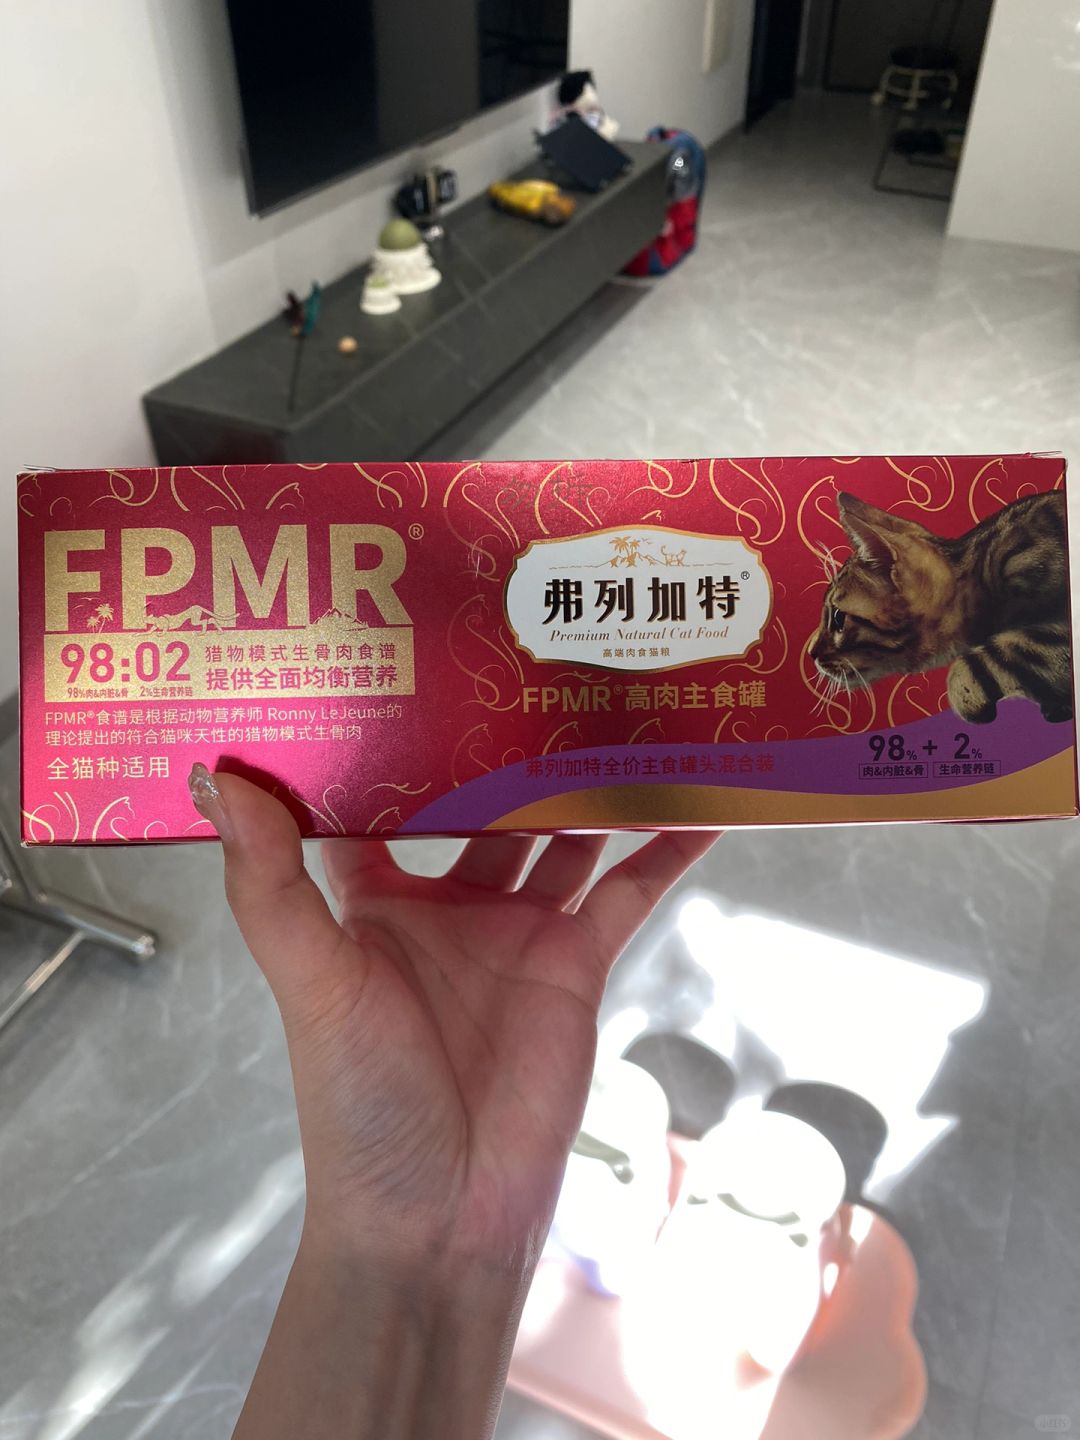 FPMR®
98:02
98%肉&内脏&骨 2%生命营养链
猎物模式生骨肉食谱
提供全面均衡营养
FPMR®食谱是根据动物营养师 Ronny LeJeune的
理论提出的符合猫咪天性的猎物模式生骨肉
全猫种适用
弗列加特®
Premium Natural Cat Food
高端肉食猫粮
FPMR®高肉主食罐
弗列加特全价主食罐头混合装
98% + 2%
肉&内脏&骨 生命营养链
小红书